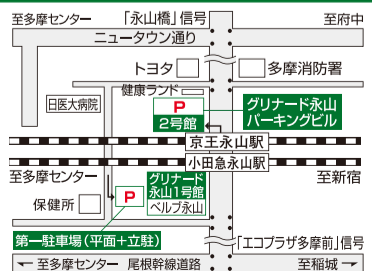 至多摩センター
「永山橋」信号
至府中
ニュータウン通り
トヨタ
多摩消防署
健康ランド
日医大病院
P
2号館
グリナード永山
パーキングビル
京王永山駅
小田急永山駅
至多摩センター
至新宿
グリナード
永山1号館
P
ベルブ永山
保健所
第一駐車場(平面+立駐)
「エコプラザ多摩前」信号
←至多摩センター 尾根幹線道路
至稲城→